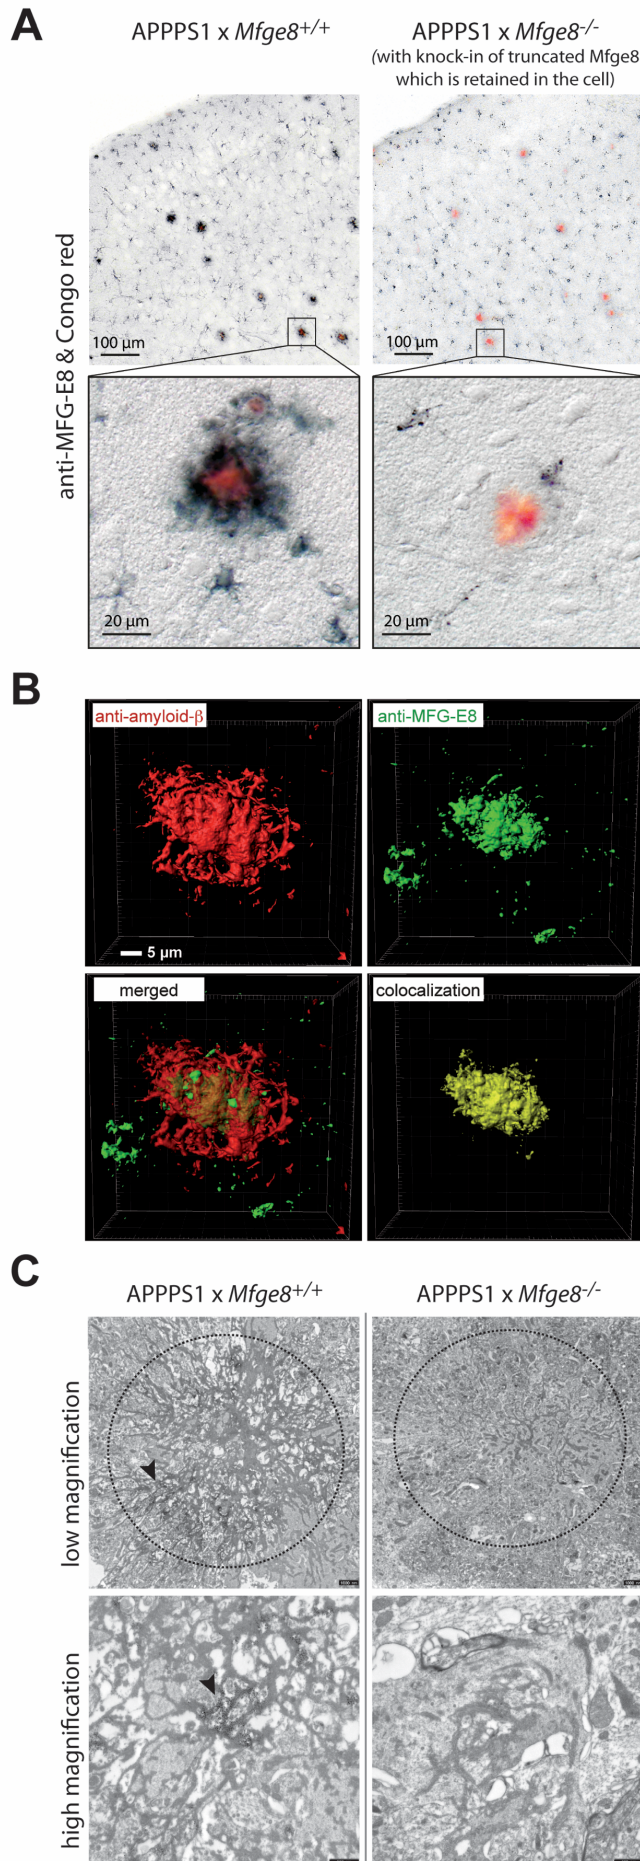 A
APPPS1 x Mfge8+/+
APPPS1 x Mfge8-/-
(with knock-in of truncated Mfge8
which is retained in the cell)
anti-MFG-E8 & Congo red
100 µm
100 µm
20 µm
20 µm
B
anti-amyloid-β
anti-MFG-E8
5 µm
merged
colocalization
C
APPPS1 x Mfge8+/+
APPPS1 x Mfge8-/-
low magnification
high magnification